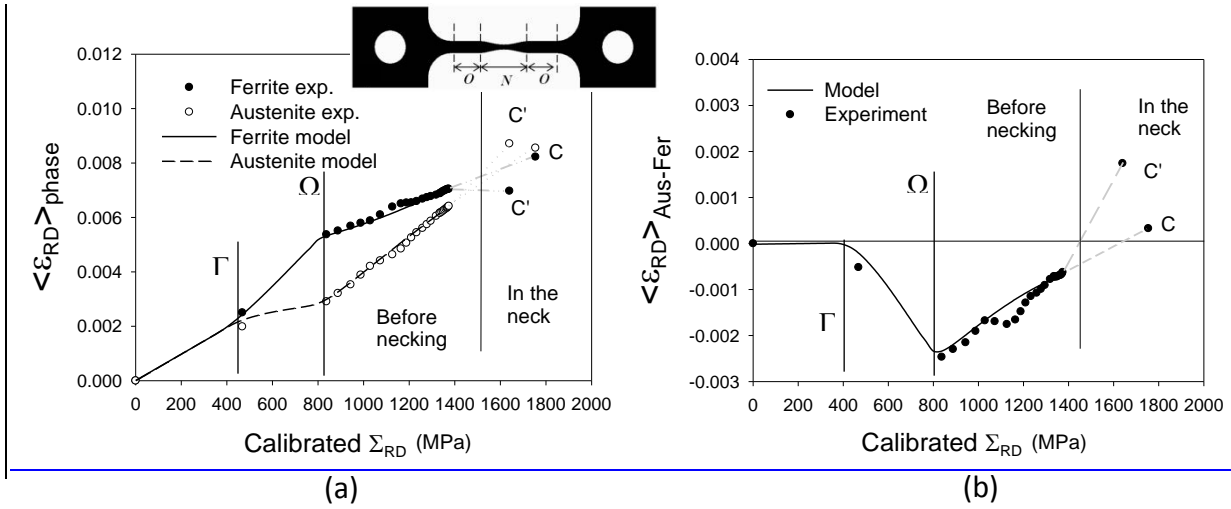 0.012
0.010
0.008
0.006
0.004
0.002
0.000
<εRD>phase
Ferrite exp.
Austenite exp.
Ferrite model
Austenite model
O N O
Γ
Ω
C'
C
C'
Before
necking
In the
neck
0 200 400 600 800 1000 1200 1400 1600 1800 2000
Calibrated ΣRD (MPa)
(a)
0.004
0.003
0.002
0.001
0.000
-0.001
-0.002
-0.003
<εRD>Aus-Fer
Model
Experiment
Before
necking
In the
neck
Ω
Γ
C'
C
0 200 400 600 800 1000 1200 1400 1600 1800 2000
Calibrated ΣRD (MPa)
(b)